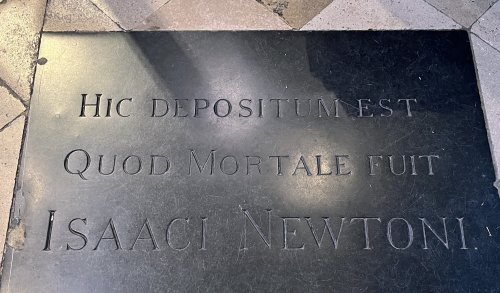 Hic depositum est
Quod Mortale fuit
Isaaci Newtoni.